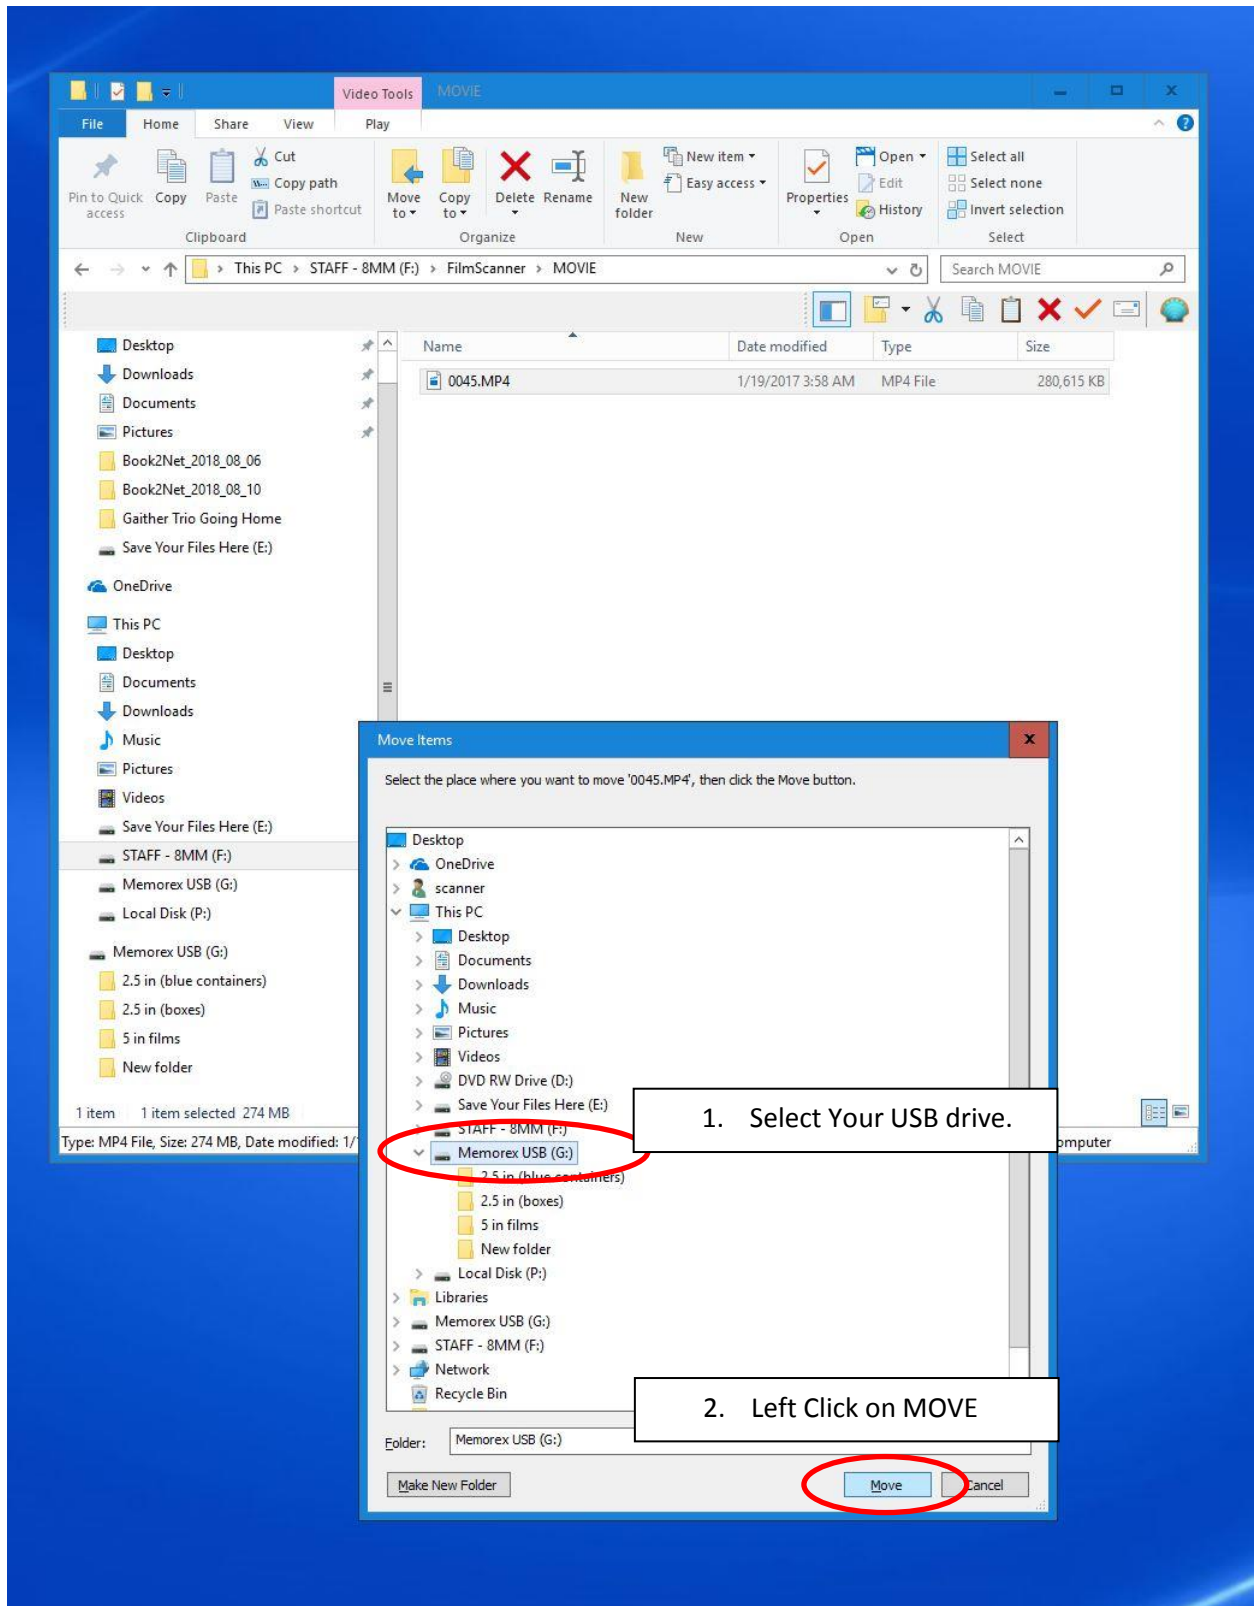 Video Tools MOVIE
File Home Share View Play
Pin to Quick access
Copy
Paste
Cut
Copy path
Paste shortcut
Clipboard
Move to
Copy to
Delete
Rename
Organize
New folder
New item
Easy access
New
Properties
Open
Edit
History
Open
Select all
Select none
Invert selection
Select
This PC > STAFF - 8MM (F:) > FilmScanner > MOVIE
Search MOVIE
Name Date modified Type Size
0045.MP4 1/19/2017 3:58 AM MP4 File 280,615 KB
Desktop
Downloads
Documents
Pictures
Book2Net_2018_08_06
Book2Net_2018_08_10
Gaither Trio Going Home
Save Your Files Here (E:)
OneDrive
This PC
Desktop
Documents
Downloads
Music
Pictures
Videos
Save Your Files Here (E:)
STAFF - 8MM (F:)
Memorex USB (G:)
Local Disk (P:)
Memorex USB (G:)
2.5 in (blue containers)
2.5 in (boxes)
5 in films
New folder
1 item 1 item selected 274 MB
Type: MP4 File, Size: 274 MB, Date modified: 1/
Move Items
Select the place where you want to move '0045.MP4', then click the Move button.
Desktop
OneDrive
scanner
This PC
Desktop
Documents
Downloads
Music
Pictures
Videos
DVD RW Drive (D:)
Save Your Files Here (E:)
STAFF - 8MM (F:)
Memorex USB (G:)
2.5 in (blue containers)
2.5 in (boxes)
5 in films
New folder
Local Disk (P:)
Libraries
Memorex USB (G:)
STAFF - 8MM (F:)
Network
Recycle Bin
1. Select Your USB drive.
2. Left Click on MOVE
Folder: Memorex USB (G:)
Make New Folder Move Cancel